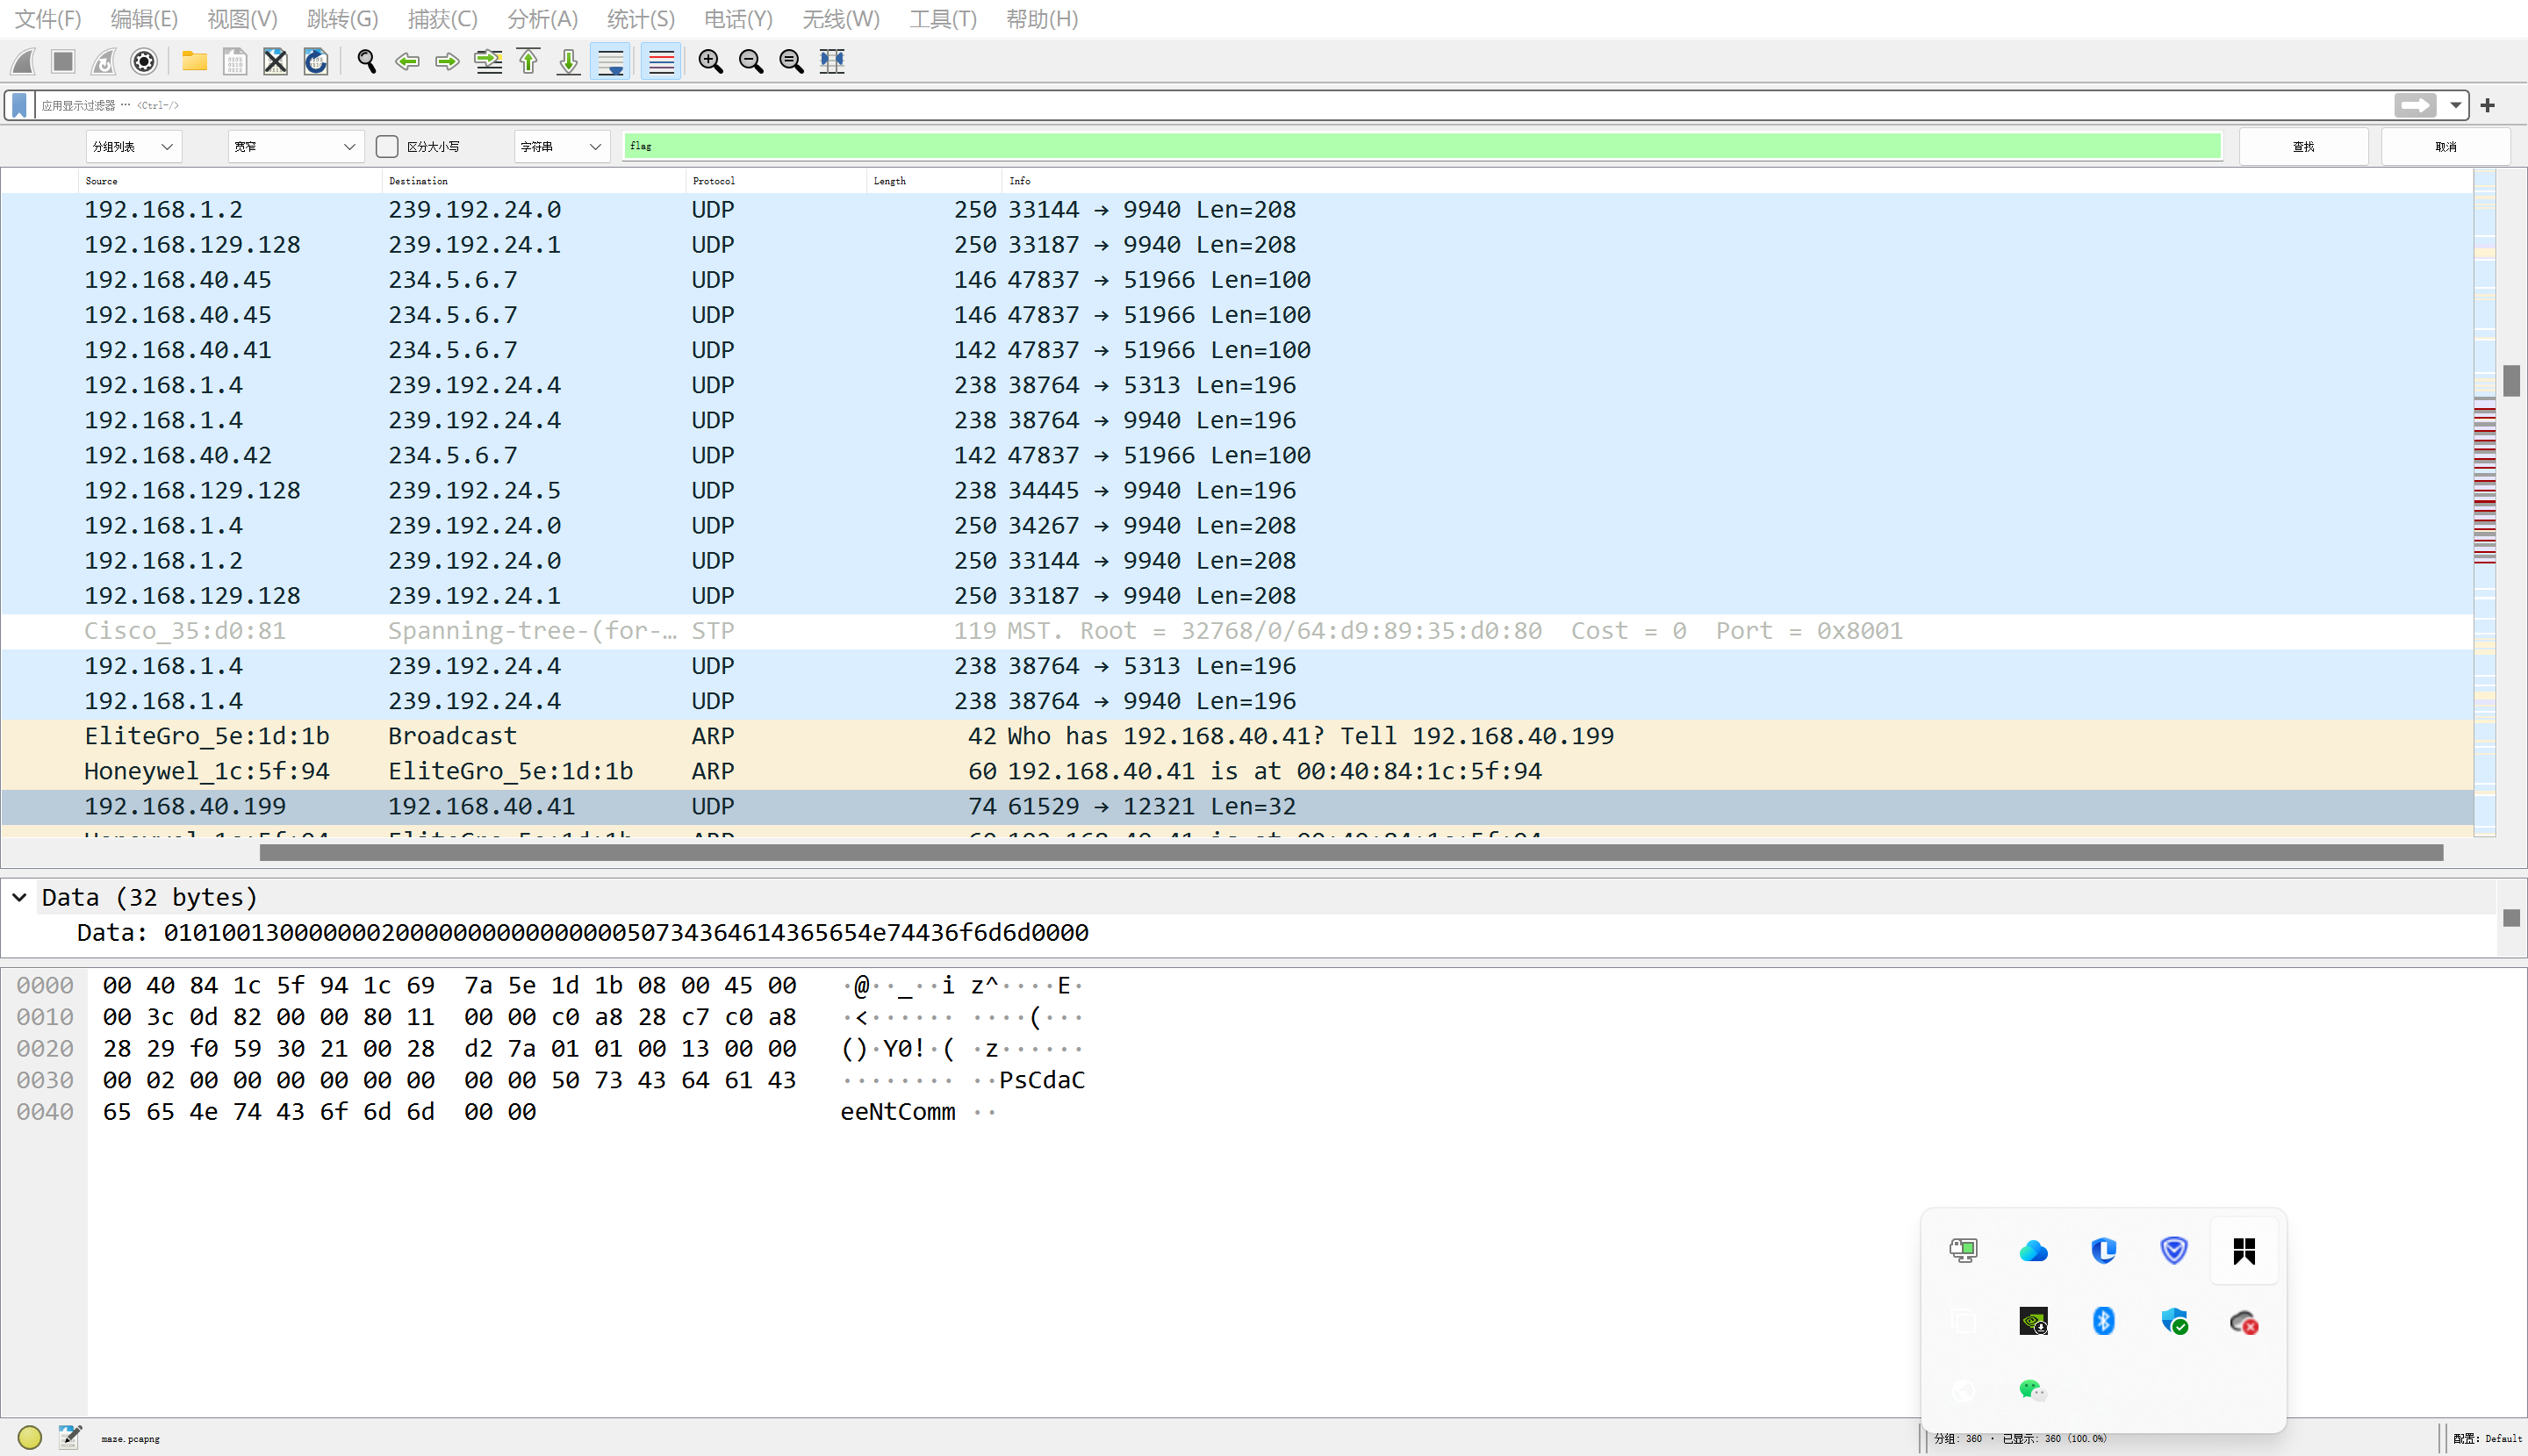 文件(F) 编辑(E) 视图(V) 跳转(G) 捕获(C) 分析(A) 统计(S) 电话(Y) 无线(W) 工具(T) 帮助(H)
应用显示过滤器 … <Ctrl-/>
分组列表 宽窄 区分大小写 字符串 flag 查找 取消
Source Destination Protocol Length Info
192.168.1.2 239.192.24.0 UDP 250 33144 → 9940 Len=208
192.168.129.128 239.192.24.1 UDP 250 33187 → 9940 Len=208
192.168.40.45 234.5.6.7 UDP 146 47837 → 51966 Len=100
192.168.40.45 234.5.6.7 UDP 146 47837 → 51966 Len=100
192.168.40.41 234.5.6.7 UDP 142 47837 → 51966 Len=100
192.168.1.4 239.192.24.4 UDP 238 38764 → 5313 Len=196
192.168.1.4 239.192.24.4 UDP 238 38764 → 9940 Len=196
192.168.40.42 234.5.6.7 UDP 142 47837 → 51966 Len=100
192.168.129.128 239.192.24.5 UDP 238 34445 → 9940 Len=196
192.168.1.4 239.192.24.0 UDP 250 34267 → 9940 Len=208
192.168.1.2 239.192.24.0 UDP 250 33144 → 9940 Len=208
192.168.129.128 239.192.24.1 UDP 250 33187 → 9940 Len=208
Cisco_35:d0:81 Spanning-tree-(for-… STP 119 MST. Root = 32768/0/64:d9:89:35:d0:80 Cost = 0 Port = 0x8001
192.168.1.4 239.192.24.4 UDP 238 38764 → 5313 Len=196
192.168.1.4 239.192.24.4 UDP 238 38764 → 9940 Len=196
EliteGro_5e:1d:1b Broadcast ARP 42 Who has 192.168.40.41? Tell 192.168.40.199
Honeywel_1c:5f:94 EliteGro_5e:1d:1b ARP 60 192.168.40.41 is at 00:40:84:1c:5f:94
192.168.40.199 192.168.40.41 UDP 74 61529 → 12321 Len=32
Data (32 bytes)
Data: 0101001300000002000000000000000050734364614365654e74436f6d6d0000
0000 00 40 84 1c 5f 94 1c 69 7a 5e 1d 1b 08 00 45 00 ·@··_··i z^····E·
0010 00 3c 0d 82 00 00 80 11 00 00 c0 a8 28 c7 c0 a8 ·<······ ····(···
0020 28 29 f0 59 30 21 00 28 d2 7a 01 01 00 13 00 00 ()·Y0!·( ·z······
0030 00 02 00 00 00 00 00 00 00 00 50 73 43 64 61 43 ········ ··PsCdaC
0040 65 65 4e 74 43 6f 6d 6d 00 00 eeNtComm ··
maze.pcapng 分组: 360 · 已显示: 360 (100.0%) 配置: Default